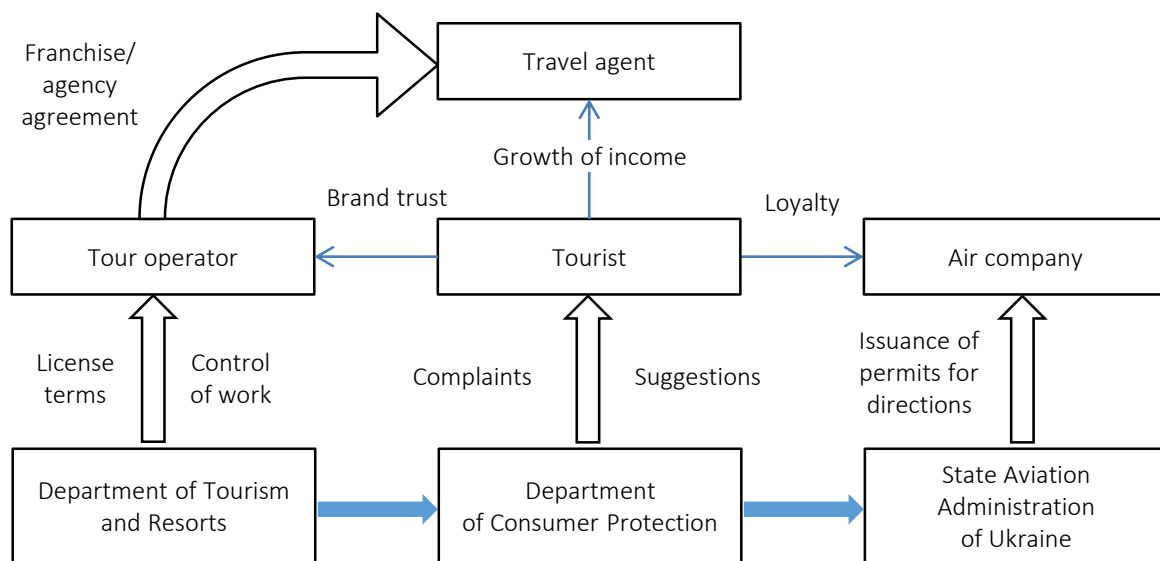 Franchise/
agency
agreement
Travel agent
Growth of income
Brand trust
Loyalty
Tour operator
Tourist
Air company
License
terms
Control
of work
Complaints
Suggestions
Issuance of
permits for
directions
Department of Tourism
and Resorts
Department
of Consumer Protection
State Aviation
Administration
of Ukraine